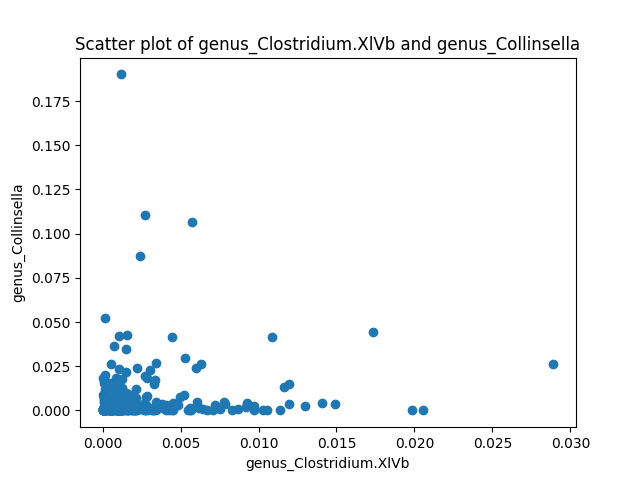 Scatter plot of genus_Clostridium.XlVb and genus_Collinsella
0.175
0.150
0.125
0.100
0.075
0.050
0.025
0.000
genus_Collinsella
0.000 0.005 0.010 0.015 0.020 0.025 0.030
genus_Clostridium.XlVb